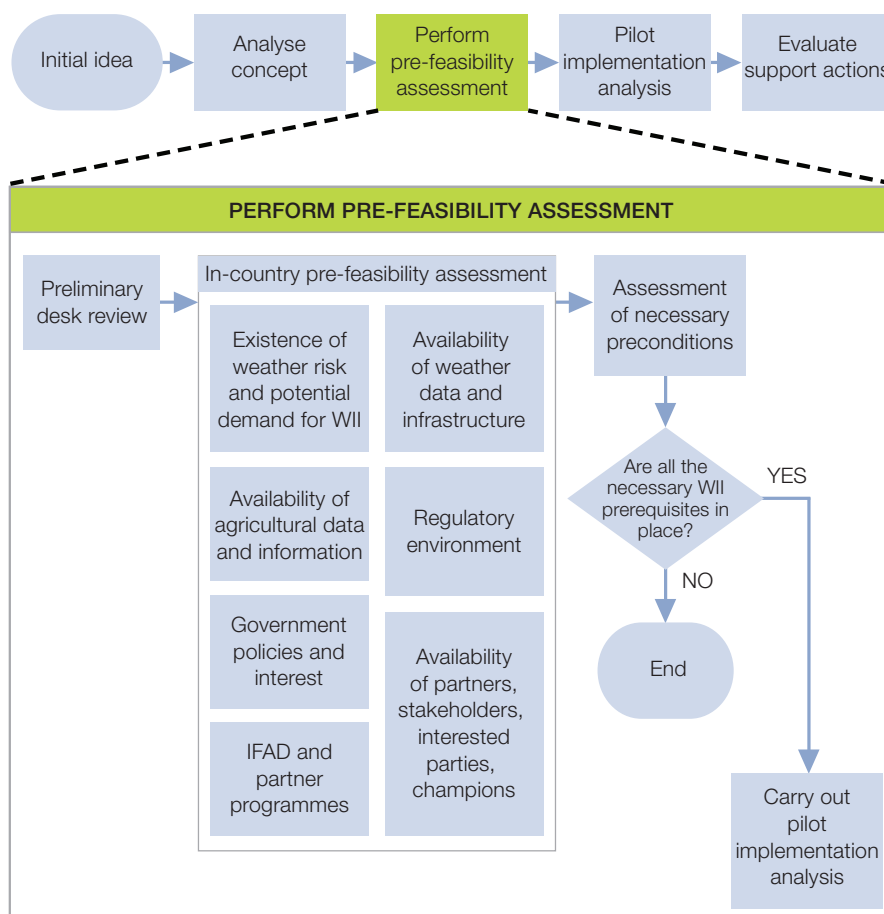 Initial idea
Analyse
concept
Perform
pre-feasibility
assessment
Pilot
implementation
analysis
Evaluate
support actions
PERFORM PRE-FEASIBILITY ASSESSMENT
Preliminary
desk review
In-country pre-feasibility assessment
Existence of
weather risk
and potential
demand for WII
Availability
of weather
data and
infrastructure
Availability of
agricultural data
and information
Regulatory
environment
Government
policies and
interest
Availability
of partners,
stakeholders,
interested
parties,
champions
IFAD and
partner
programmes
Assessment
of necessary
preconditions
Are all the
necessary WII
prerequisites in
place?
YES
NO
End
Carry out
pilot
implementation
analysis